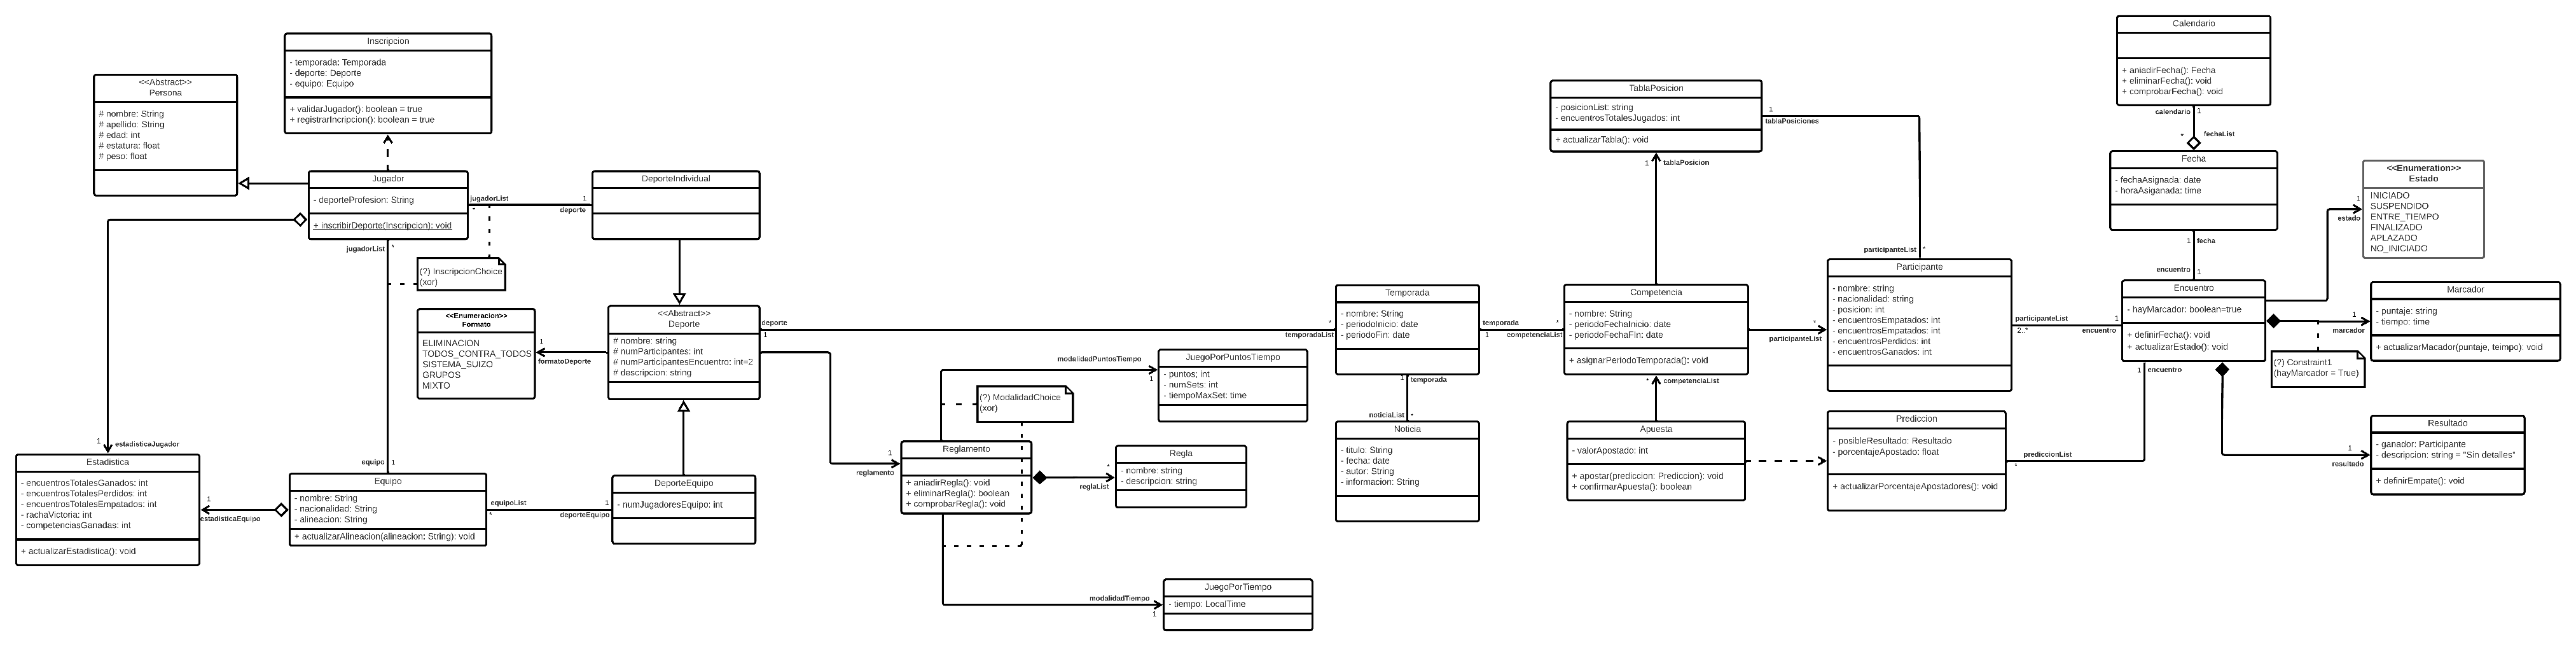 Inscripcion
- temporada: Temporada
- deporte: Deporte
- equipo: Equipo
+ validarJugador(): boolean = true
+ registrarIncripcion(): boolean = true
<<Abstract>>
Persona
# nombre: String
# apellido: String
# edad: int
# estatura: float
# peso: float
Jugador
- deporteProfesion: String
+ inscribirDeporte(Inscripcion): void
jugadorList
*
1
deporte
DeporteIndividual
jugadorList
*
(?) InscripcionChoice
(xor)
<<Enumeracion>>
Formato
ELIMINACION
TODOS_CONTRA_TODOS
SISTEMA_SUIZO
GRUPOS
MIXTO
1
formatoDeporte
<<Abstract>>
Deporte
# nombre: string
# numParticipantes: int
# numParticipantesEncuentro: int=2
# descripcion: string
deporte
1
*
temporadaList
1
estadisticaJugador
Estadistica
- encuentrosTotalesGanados: int
- encuentrosTotalesPerdidos: int
- encuentrosTotalesEmpatados: int
- rachaVictoria: int
- competenciasGanadas: int
+ actualizarEstadistica(): void
1
estadisticaEquipo
equipo
1
Equipo
- nombre: String
- nacionalidad: String
- alineacion: String
+ actualizarAlineacion(alineacion: String): void
equipoList
*
1
deporteEquipo
DeporteEquipo
- numJugadoresEquipo: int
1
reglamento
Reglamento
+ aniadirRegla(): void
+ eliminarRegla(): boolean
+ comprobarRegla(): void
modalidadPuntosTiempo
1
JuegoPorPuntosTiempo
- puntos; int
- numSets: int
- tiempoMaxSet: time
(?) ModalidadChoice
(xor)
*
reglaList
Regla
- nombre: string
- descripcion: string
modalidadTiempo
1
JuegoPorTiempo
- tiempo: LocalTime
Temporada
- nombre: String
- periodoInicio: date
- periodoFin: date
1
temporada
noticiaList
*
Noticia
- titulo: String
- fecha: date
- autor: String
- informacion: String
temporada
1
*
competenciaList
TablaPosicion
- posicionList: string
- encuentrosTotalesJugados: int
+ actualizarTabla(): void
1
tablaPosiciones
1
tablaPosicion
Competencia
- nombre: String
- periodoFechaInicio: date
- periodoFechaFin: date
+ asignarPeriodoTemporada(): void
*
competenciaList
*
participanteList
Apuesta
- valorApostado: int
+ apostar(prediccion: Prediccion): void
+ confirmarApuesta(): boolean
participanteList
*
Participante
- nombre: string
- nacionalidad: string
- posicion: int
- encuentrosEmpatados: int
- encuentrosEmpatados: int
- encuentrosPerdidos: int
- encuentrosGanados: int
participanteList
2..*
1
encuentro
Prediccion
- posibleResultado: Resultado
- porcentajeApostado: float
+ actualizarPorcentajeApostadores(): void
prediccionList
*
1
encuentro
Calendario
+ aniadirFecha(): Fecha
+ eliminarFecha(): void
+ comprobarFecha(): void
calendario
1
*
fechaList
Fecha
- fechaAsignada: date
- horaAsiganada: time
1
fecha
encuentro
1
Encuentro
- hayMarcador: boolean=true
+ definirFecha(): void
+ actualizarEstado(): void
1
estado
<<Enumeration>>
Estado
INICIADO
SUSPENDIDO
ENTRE_TIEMPO
FINALIZADO
APLAZADO
NO_INICIADO
1
marcador
Marcador
- puntaje: string
- tiempo: time
+ actualizarMacador(puntaje, teimpo): void
(?) Constraint1
(hayMarcador = True)
1
resultado
Resultado
- ganador: Participante
- descripcion: string = "Sin detalles"
+ definirEmpate(): void